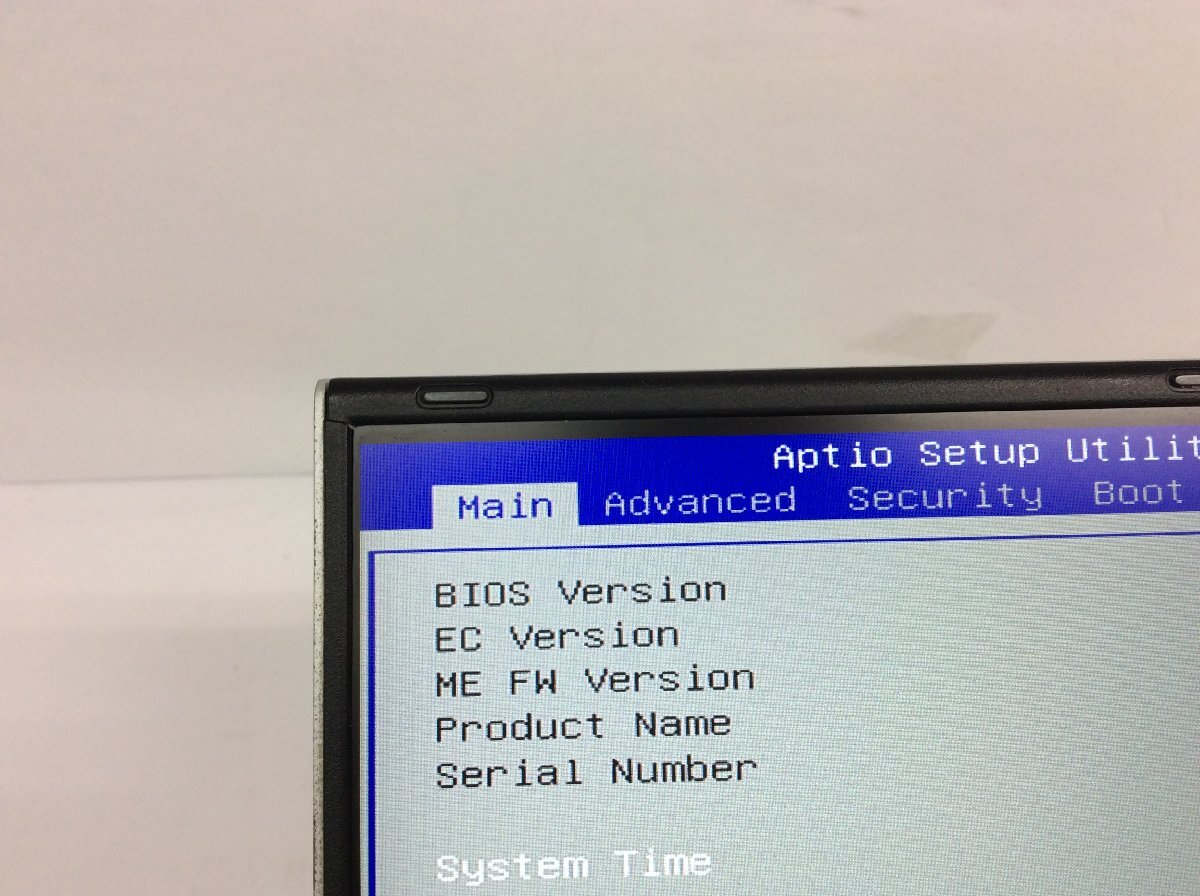 Aptio Setup Utilit
Main Advanced Security Boot
BIOS Version
EC Version
ME FW Version
Product Name
Serial Number
System Time